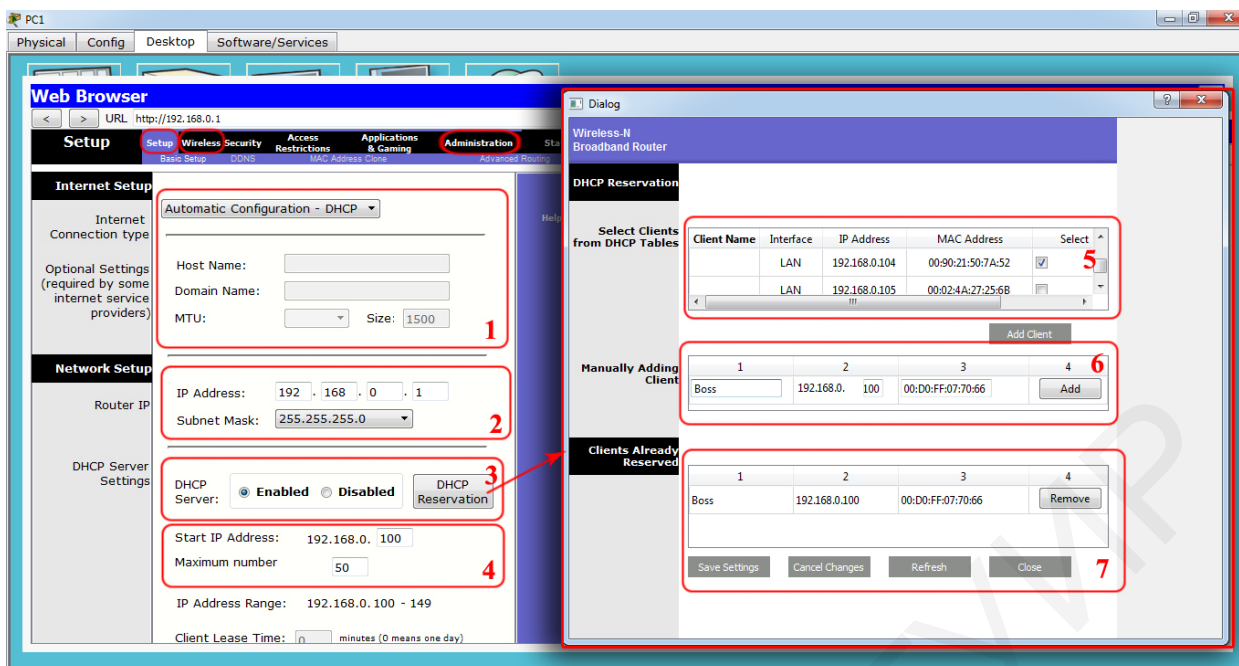 PC1
Physical Config Desktop Software/Services
Web Browser
< > URL http://192.168.0.1
Setup
Setup Wireless Security Access Restrictions Applications & Gaming Administration Sta
Basic Setup DDNS MAC Address Clone Advanced Routing
Internet Setup
Internet
Connection type
Automatic Configuration - DHCP
Help
Optional Settings
(required by some
internet service
providers)
Host Name:
Domain Name:
MTU: Size: 1500
1
Network Setup
Router IP
IP Address: 192 . 168 . 0 . 1
Subnet Mask: 255.255.255.0
2
DHCP Server
Settings
DHCP
Server:
Enabled Disabled
DHCP
Reservation
3
Start IP Address: 192.168.0. 100
Maximum number 50
4
IP Address Range: 192.168.0.100 - 149
Client Lease Time: 0 minutes (0 means one day)
Dialog
Wireless-N
Broadband Router
DHCP Reservation
Select Clients
from DHCP Tables
Client Name Interface IP Address MAC Address Select
LAN 192.168.0.104 00:90:21:50:7A:52
5
LAN 192.168.0.105 00:02:4A:27:25:6B
Add Client
Manually Adding
Client
1 2 3 4
6
Boss 192.168.0. 100 00:D0:FF:07:70:66 Add
Clients Already
Reserved
1 2 3 4
Boss 192.168.0.100 00:D0:FF:07:70:66 Remove
Save Settings Cancel Changes Refresh Close
7